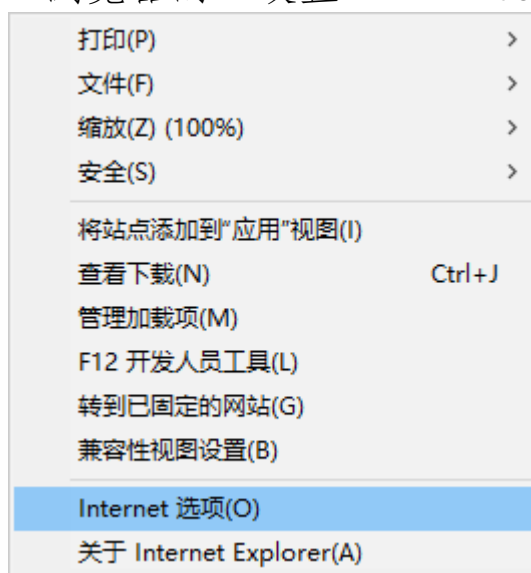 打印(P)
文件(F)
缩放(Z) (100%)
安全(S)
将站点添加到“应用”视图(I)
查看下载(N) Ctrl+J
管理加载项(M)
F12 开发人员工具(L)
转到已固定的网站(G)
兼容性视图设置(B)
Internet 选项(O)
关于 Internet Explorer(A)